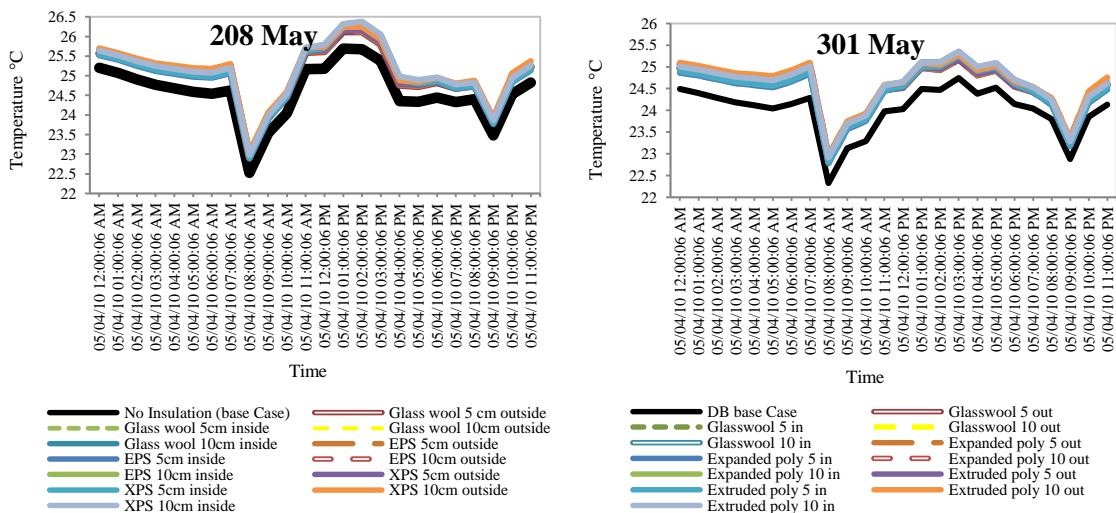 208 May
Temperature °C
26.5
26
25.5
25
24.5
24
23.5
23
22.5
22
05/04/10 12:00:06 AM
05/04/10 01:00:06 AM
05/04/10 02:00:06 AM
05/04/10 03:00:06 AM
05/04/10 04:00:06 AM
05/04/10 05:00:06 AM
05/04/10 06:00:06 AM
05/04/10 07:00:06 AM
05/04/10 08:00:06 AM
05/04/10 09:00:06 AM
05/04/10 10:00:06 AM
05/04/10 11:00:06 AM
05/04/10 12:00:06 PM
05/04/10 01:00:06 PM
05/04/10 02:00:06 PM
05/04/10 03:00:06 PM
05/04/10 04:00:06 PM
05/04/10 05:00:06 PM
05/04/10 06:00:06 PM
05/04/10 07:00:06 PM
05/04/10 08:00:06 PM
05/04/10 09:00:06 PM
05/04/10 10:00:06 PM
05/04/10 11:00:06 PM
Time
No Insulation (base Case)
Glass wool 5 cm outside
Glass wool 5cm inside
Glass wool 10cm outside
Glass wool 10cm inside
EPS 5cm outside
EPS 5cm inside
EPS 10cm outside
EPS 10cm inside
XPS 5cm outside
XPS 5cm inside
XPS 10cm outside
XPS 10cm inside
301 May
Temperature °C
26
25.5
25
24.5
24
23.5
23
22.5
22
05/04/10 12:00:06 AM
05/04/10 01:00:06 AM
05/04/10 02:00:06 AM
05/04/10 03:00:06 AM
05/04/10 04:00:06 AM
05/04/10 05:00:06 AM
05/04/10 06:00:06 AM
05/04/10 07:00:06 AM
05/04/10 08:00:06 AM
05/04/10 09:00:06 AM
05/04/10 10:00:06 AM
05/04/10 11:00:06 AM
05/04/10 12:00:06 PM
05/04/10 01:00:06 PM
05/04/10 02:00:06 PM
05/04/10 03:00:06 PM
05/04/10 04:00:06 PM
05/04/10 05:00:06 PM
05/04/10 06:00:06 PM
05/04/10 07:00:06 PM
05/04/10 08:00:06 PM
05/04/10 09:00:06 PM
05/04/10 10:00:06 PM
05/04/10 11:00:06 PM
Time
DB base Case
Glasswool 5 out
Glasswool 5 in
Glasswool 10 out
Glasswool 10 in
Expanded poly 5 out
Expanded poly 5 in
Expanded poly 10 out
Expanded poly 10 in
Extruded poly 5 out
Extruded poly 5 in
Extruded poly 10 out
Extruded poly 10 in